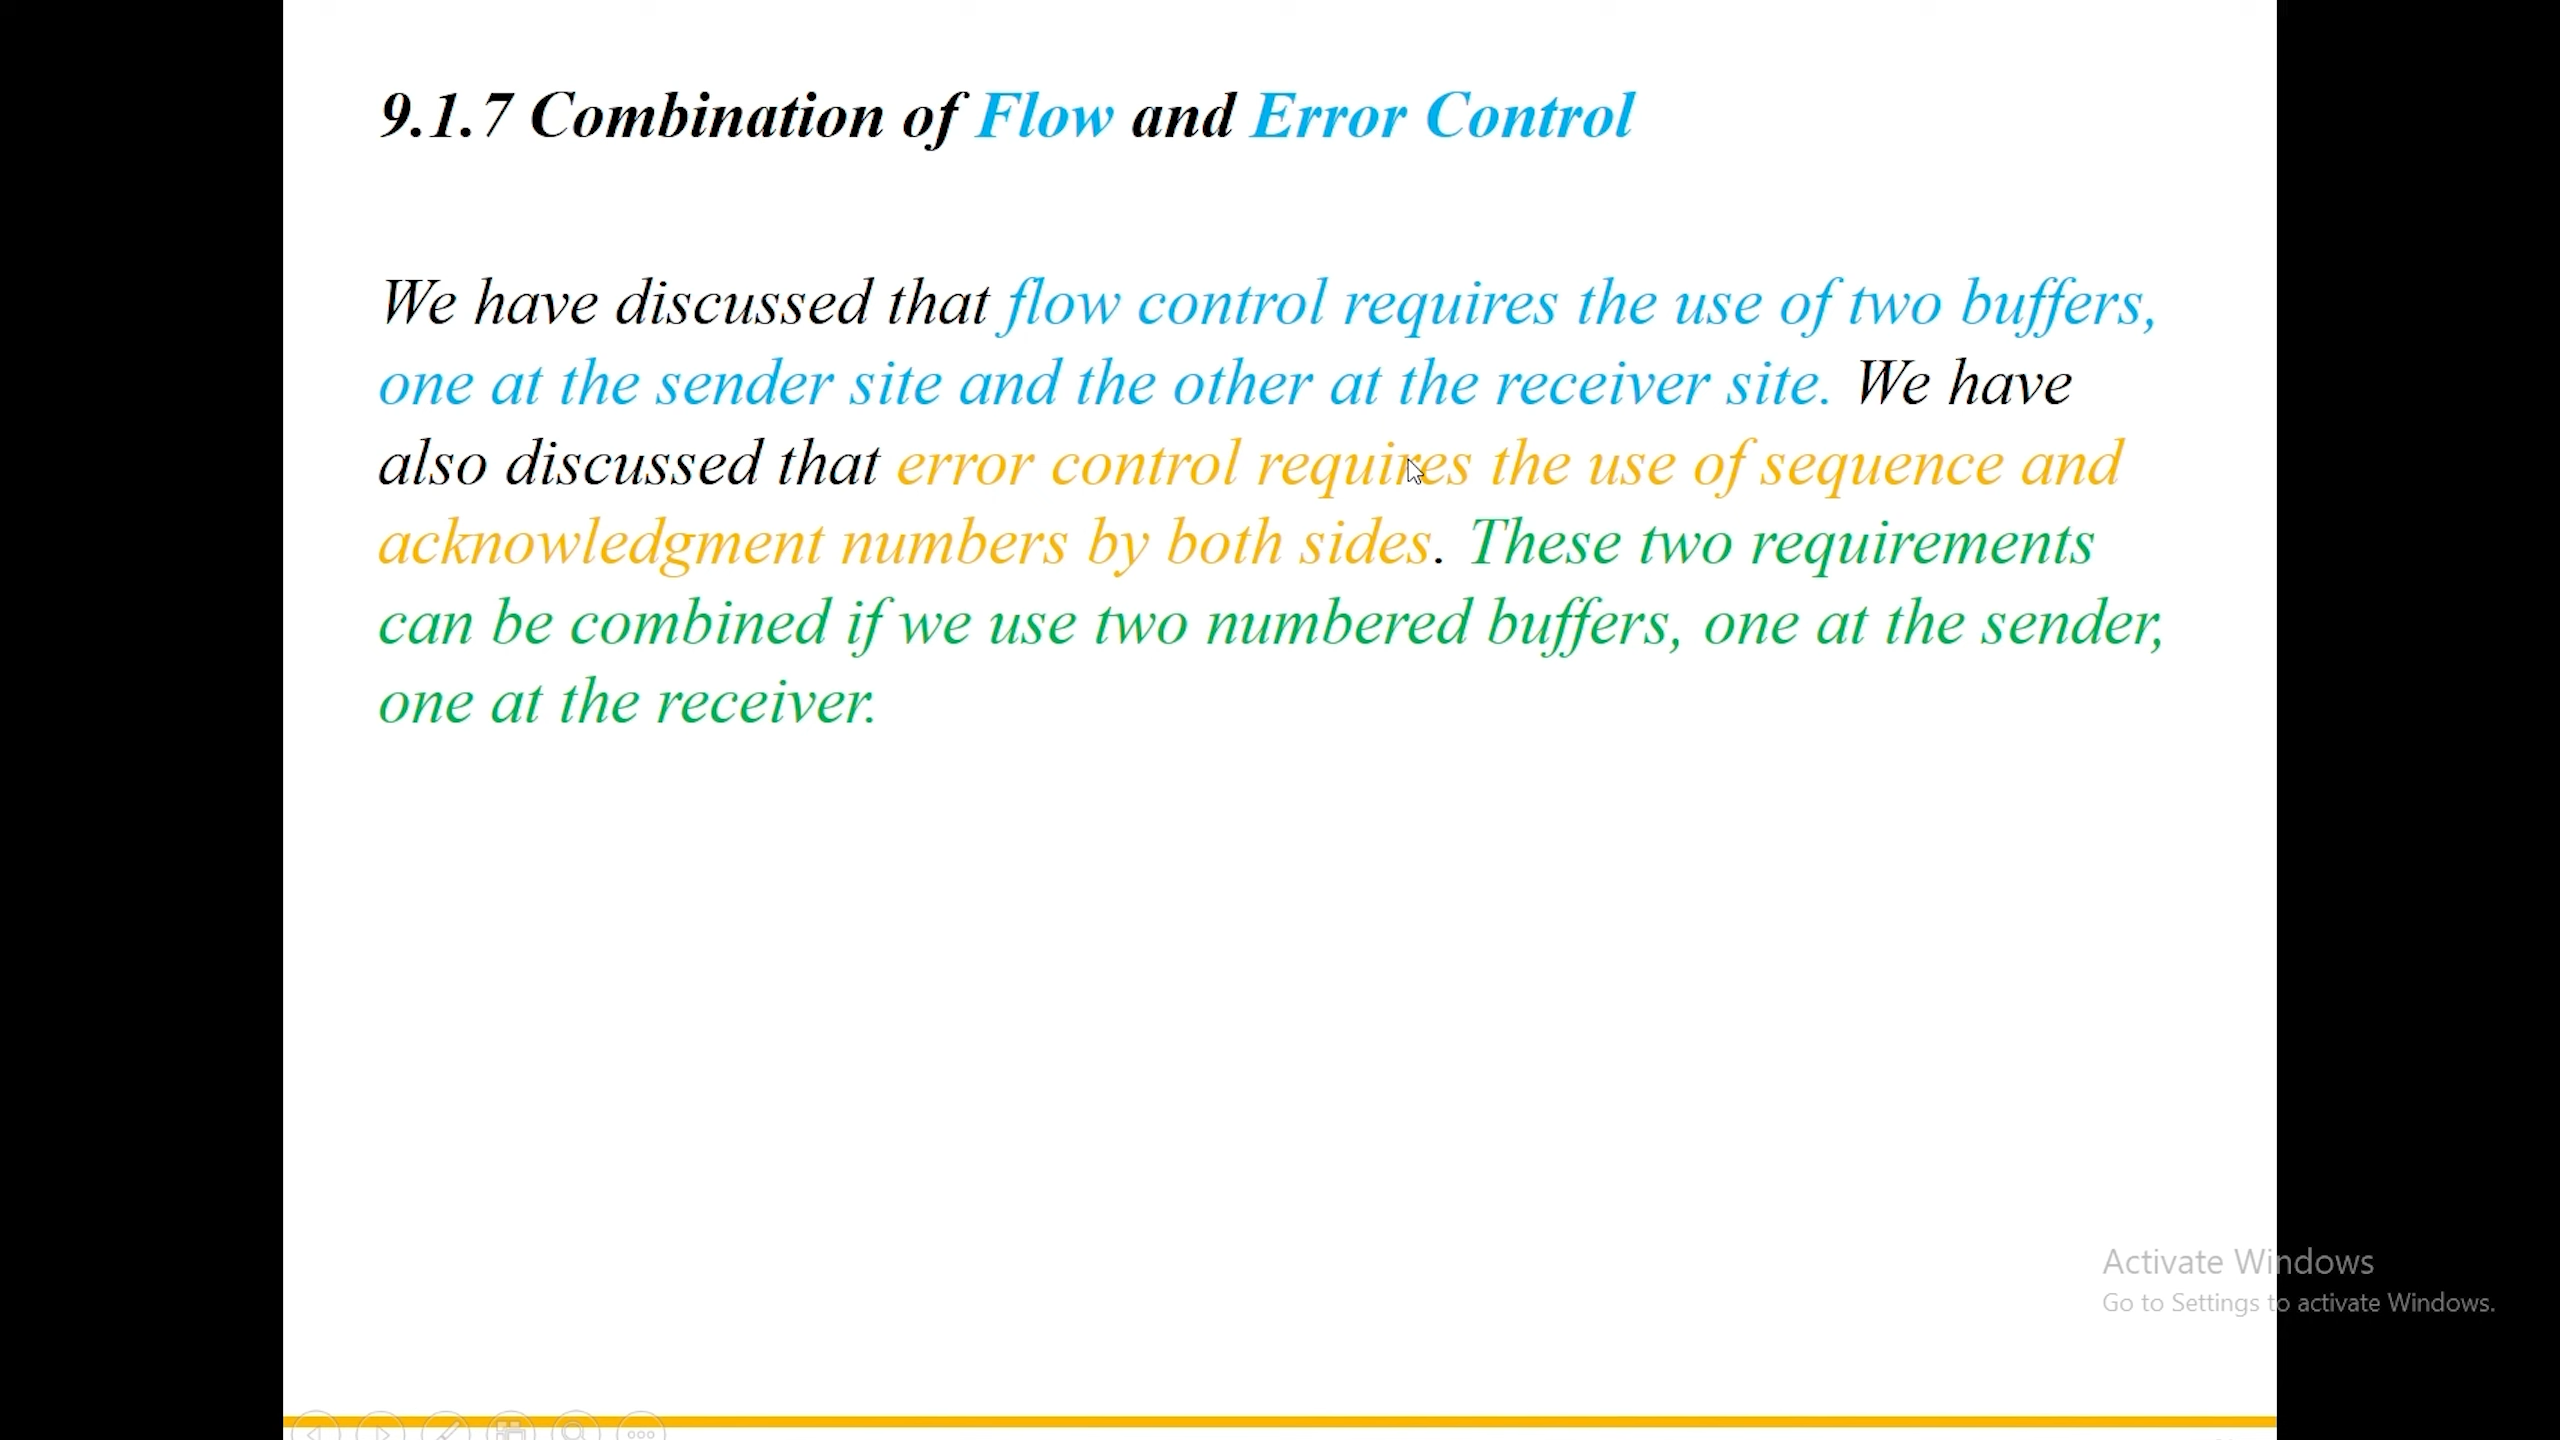 9.1.7 Combination of Flow and Error Control
We have discussed that flow control requires the use of two buffers,
one at the sender site and the other at the receiver site. We have
also discussed that error control requires the use of sequence and
acknowledgment numbers by both sides. These two requirements
can be combined if we use two numbered buffers, one at the sender,
one at the receiver.
Activate Windows
Go to Settings to activate Windows.